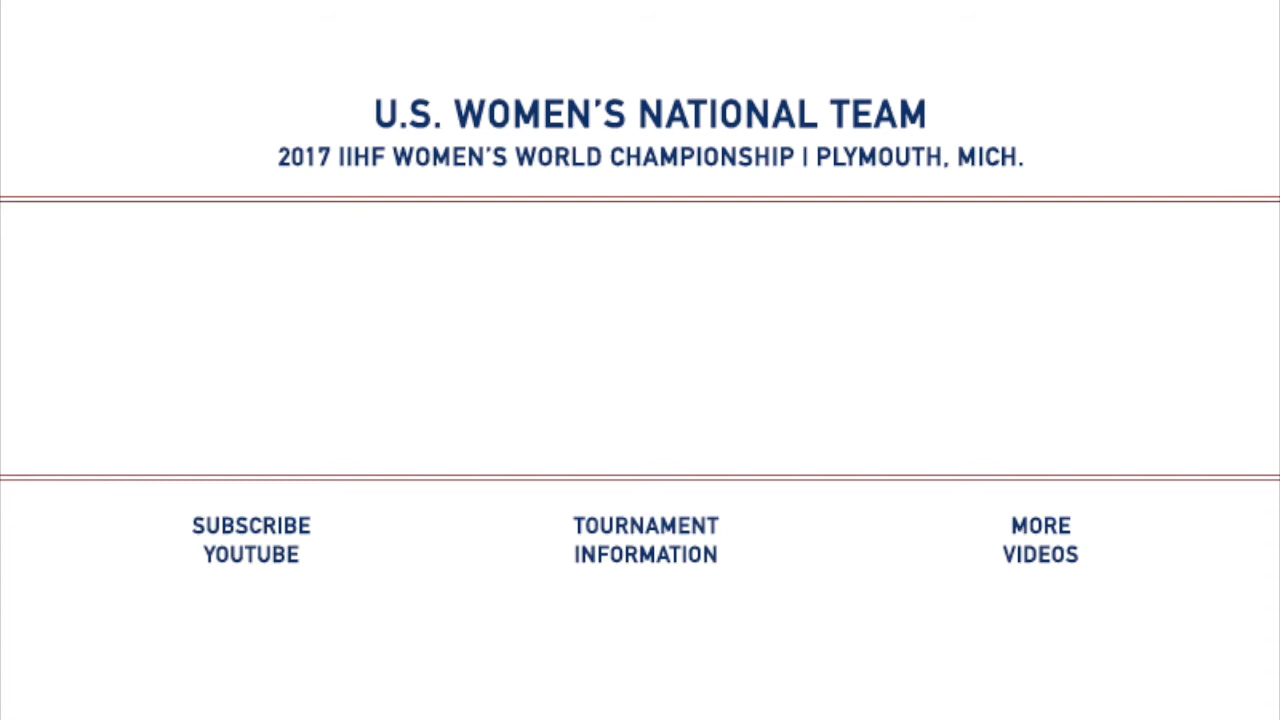 U.S. WOMEN’S NATIONAL TEAM
2017 IIHF WOMEN’S WORLD CHAMPIONSHIP | PLYMOUTH, MICH.
SUBSCRIBE
YOUTUBE
TOURNAMENT
INFORMATION
MORE
VIDEOS